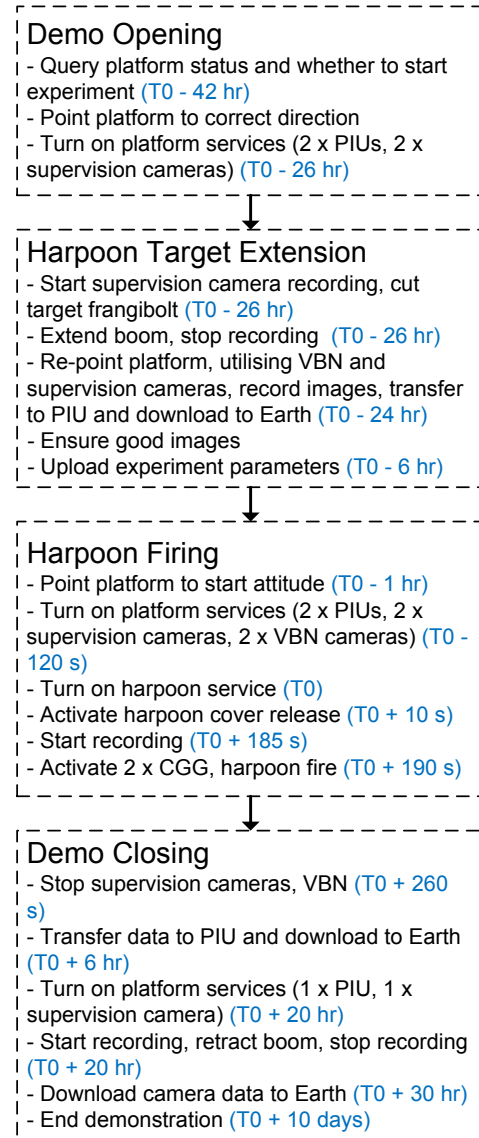 Demo Opening
- Query platform status and whether to start
experiment (T0 - 42 hr)
- Point platform to correct direction
- Turn on platform services (2 x PIUs, 2 x
supervision cameras) (T0 - 26 hr)
Harpoon Target Extension
- Start supervision camera recording, cut
target frangibolt (T0 - 26 hr)
- Extend boom, stop recording (T0 - 26 hr)
- Re-point platform, utilising VBN and
supervision cameras, record images, transfer
to PIU and download to Earth (T0 - 24 hr)
- Ensure good images
- Upload experiment parameters (T0 - 6 hr)
Harpoon Firing
- Point platform to start attitude (T0 - 1 hr)
- Turn on platform services (2 x PIUs, 2 x
supervision cameras, 2 x VBN cameras) (T0 -
120 s)
- Turn on harpoon service (T0)
- Activate harpoon cover release (T0 + 10 s)
- Start recording (T0 + 185 s)
- Activate 2 x CGG, harpoon fire (T0 + 190 s)
Demo Closing
- Stop supervision cameras, VBN (T0 + 260
s)
- Transfer data to PIU and download to Earth
(T0 + 6 hr)
- Turn on platform services (1 x PIU, 1 x
supervision camera) (T0 + 20 hr)
- Start recording, retract boom, stop recording
(T0 + 20 hr)
- Download camera data to Earth (T0 + 30 hr)
- End demonstration (T0 + 10 days)